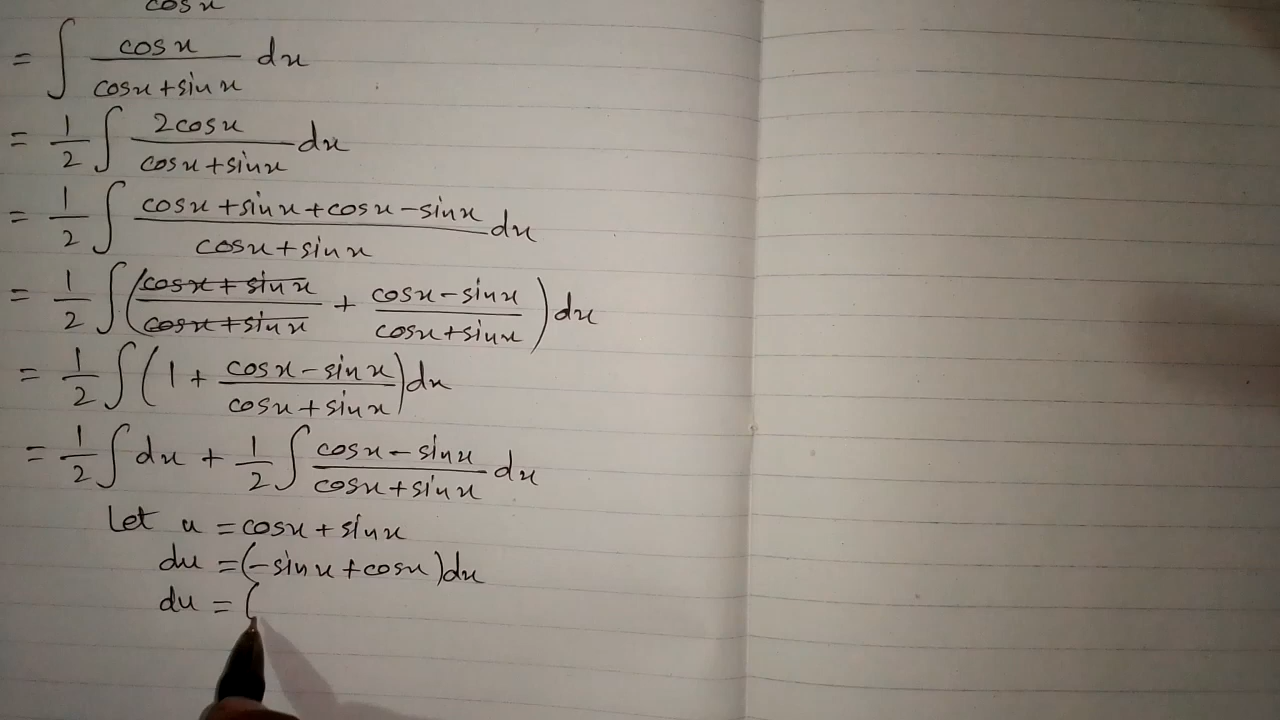 cos x
= ∫ cos x / (cos x + sin x) dx
= 1/2 ∫ 2cos x / (cos x + sin x) dx
= 1/2 ∫ (cos x + sin x + cos x − sin x) / (cos x + sin x) dx
= 1/2 ∫ ((cos x + sin x) / (cos x + sin x) + (cos x − sin x) / (cos x + sin x)) dx
= 1/2 ∫ (1 + (cos x − sin x) / (cos x + sin x)) dx
= 1/2 ∫ dx + 1/2 ∫ (cos x − sin x) / (cos x + sin x) dx
Let u = cos x + sin x
du = (−sin x + cos x) dx
du = (